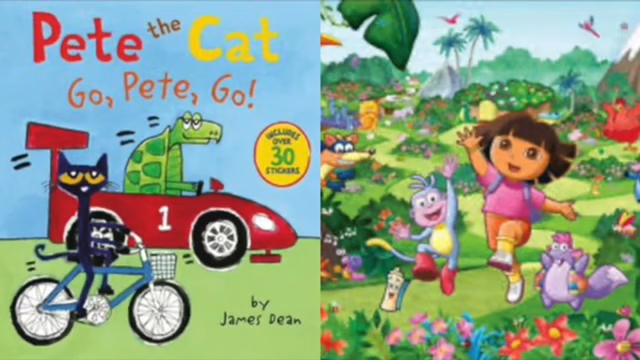 Pete the Cat
Go, Pete, Go!
INCLUDES
OVER
30
STICKERS
1
by
James Dean